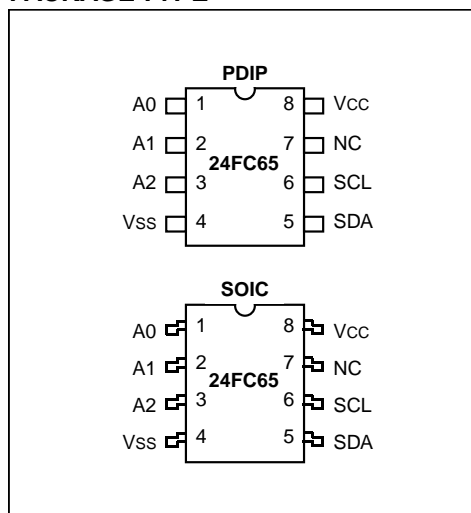 PACKAGE TYPE
PDIP
A0 1 8 VCC
A1 2 7 NC
24FC65
A2 3 6 SCL
VSS 4 5 SDA
SOIC
A0 1 8 VCC
A1 2 7 NC
24FC65
A2 3 6 SCL
VSS 4 5 SDA